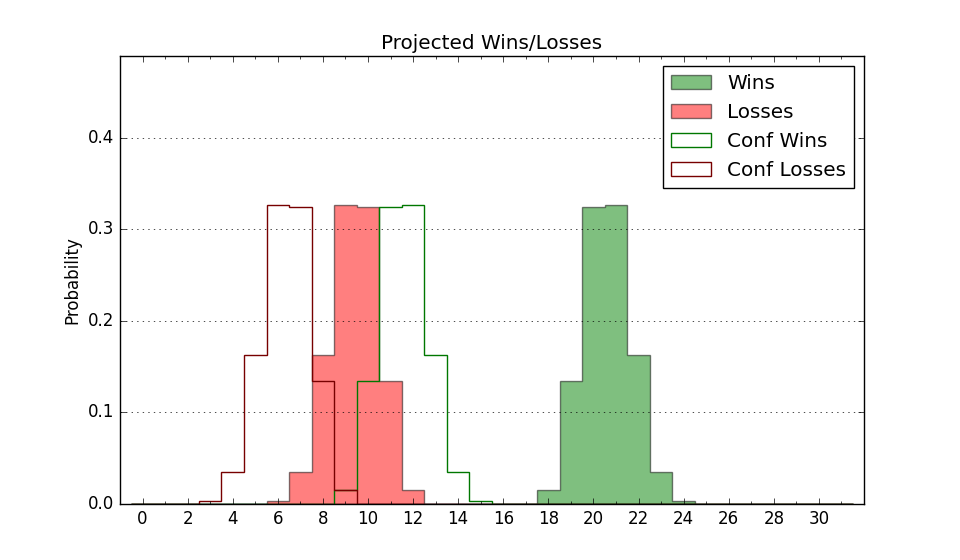 Projected Wins/Losses
Wins
Losses
Conf Wins
Conf Losses
Probability
0.4
0.3
0.2
0.1
0.0
0 2 4 6 8 10 12 14 16 18 20 22 24 26 28 30